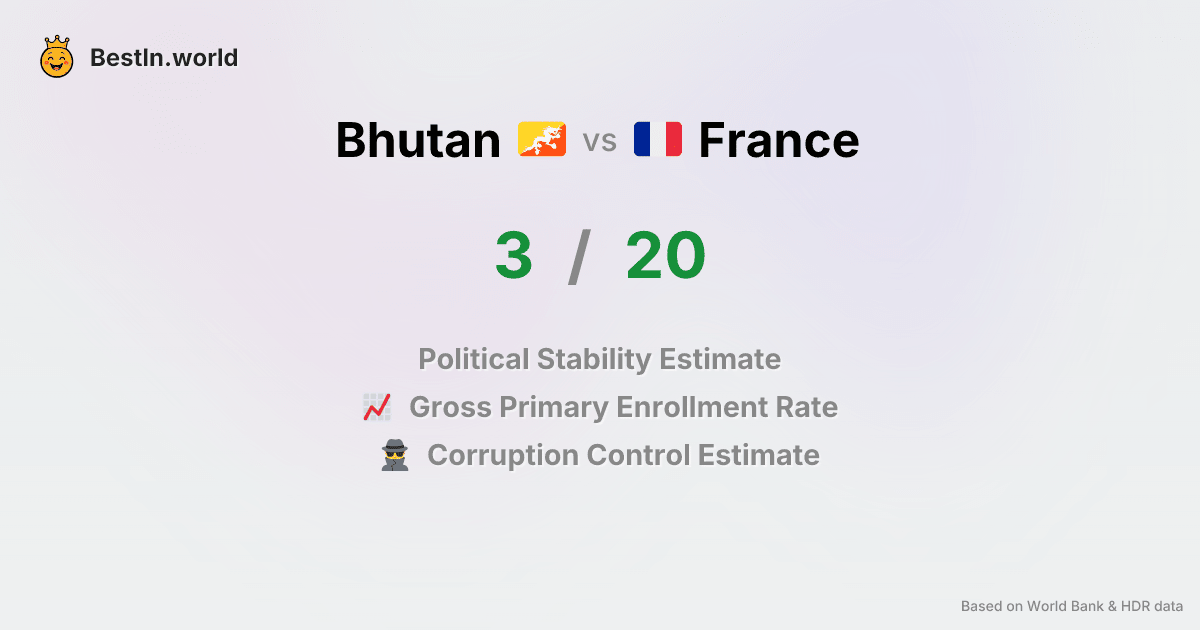 BestIn.world
Bhutan vs France
3 / 20
Political Stability Estimate
Gross Primary Enrollment Rate
Corruption Control Estimate
Based on World Bank & HDR data